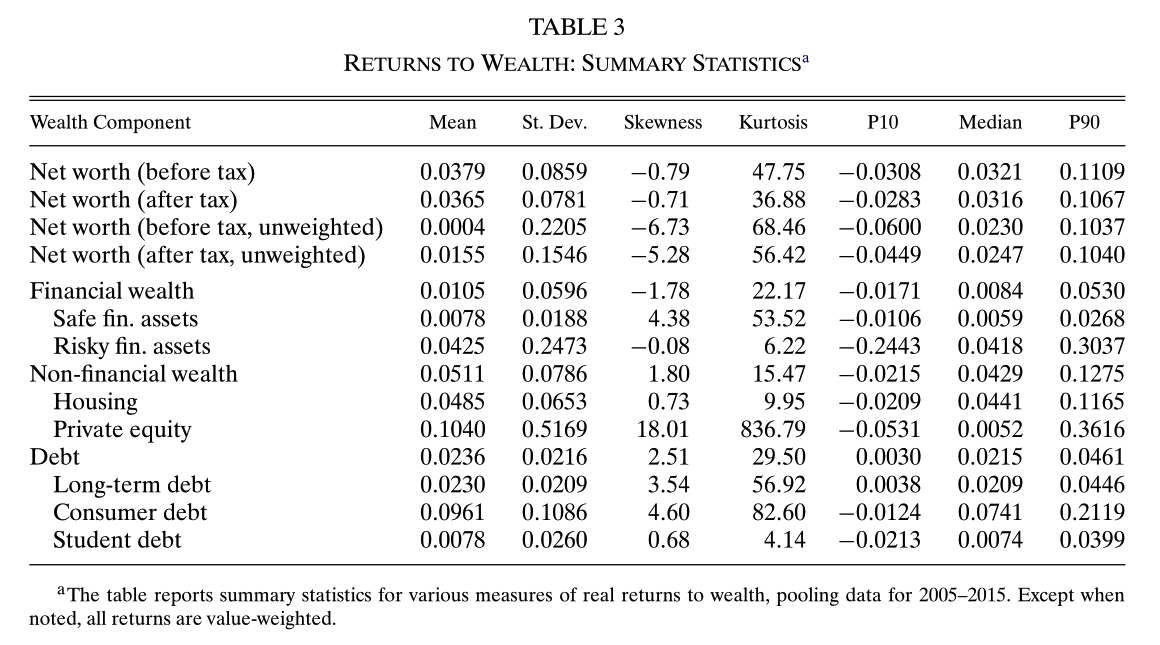 TABLE 3
RETURNS TO WEALTH: SUMMARY STATISTICSa
Wealth Component Mean St. Dev. Skewness Kurtosis P10 Median P90
Net worth (before tax) 0.0379 0.0859 −0.79 47.75 −0.0308 0.0321 0.1109
Net worth (after tax) 0.0365 0.0781 −0.71 36.88 −0.0283 0.0316 0.1067
Net worth (before tax, unweighted) 0.0004 0.2205 −6.73 68.46 −0.0600 0.0230 0.1037
Net worth (after tax, unweighted) 0.0155 0.1546 −5.28 56.42 −0.0449 0.0247 0.1040
Financial wealth 0.0105 0.0596 −1.78 22.17 −0.0171 0.0084 0.0530
Safe fin. assets 0.0078 0.0188 4.38 53.52 −0.0106 0.0059 0.0268
Risky fin. assets 0.0425 0.2473 −0.08 6.22 −0.2443 0.0418 0.3037
Non-financial wealth 0.0511 0.0786 1.80 15.47 −0.0215 0.0429 0.1275
Housing 0.0485 0.0653 0.73 9.95 −0.0209 0.0441 0.1165
Private equity 0.1040 0.5169 18.01 836.79 −0.0531 0.0052 0.3616
Debt 0.0236 0.0216 2.51 29.50 0.0030 0.0215 0.0461
Long-term debt 0.0230 0.0209 3.54 56.92 0.0038 0.0209 0.0446
Consumer debt 0.0961 0.1086 4.60 82.60 −0.0124 0.0741 0.2119
Student debt 0.0078 0.0260 0.68 4.14 −0.0213 0.0074 0.0399
aThe table reports summary statistics for various measures of real returns to wealth, pooling data for 2005–2015. Except when
noted, all returns are value-weighted.